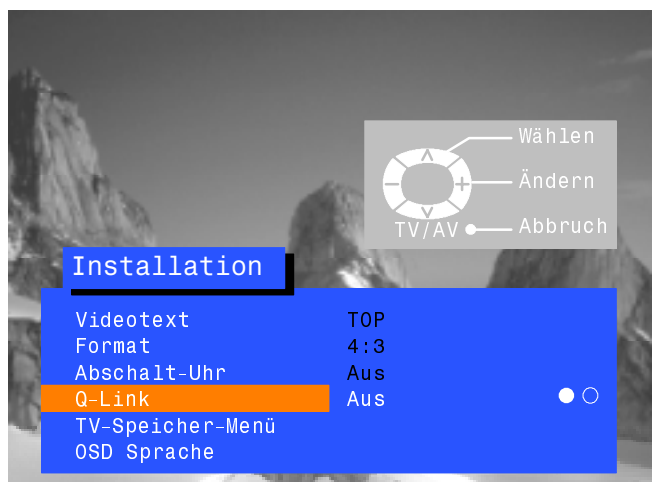 Wählen
Ändern
TV/AV Abbruch
Installation
Videotext TOP
Format 4:3
Abschalt-Uhr Aus
Q-Link Aus
TV-Speicher-Menü
OSD Sprache